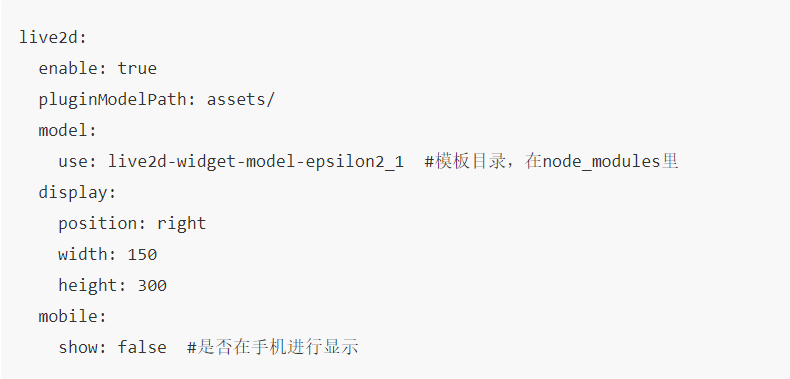 live2d:
  enable: true
  pluginModelPath: assets/
  model:
    use: live2d-widget-model-epsilon2_1  #模板目录，在node_modules里
  display:
    position: right
    width: 150
    height: 300
  mobile:
    show: false  #是否在手机进行显示